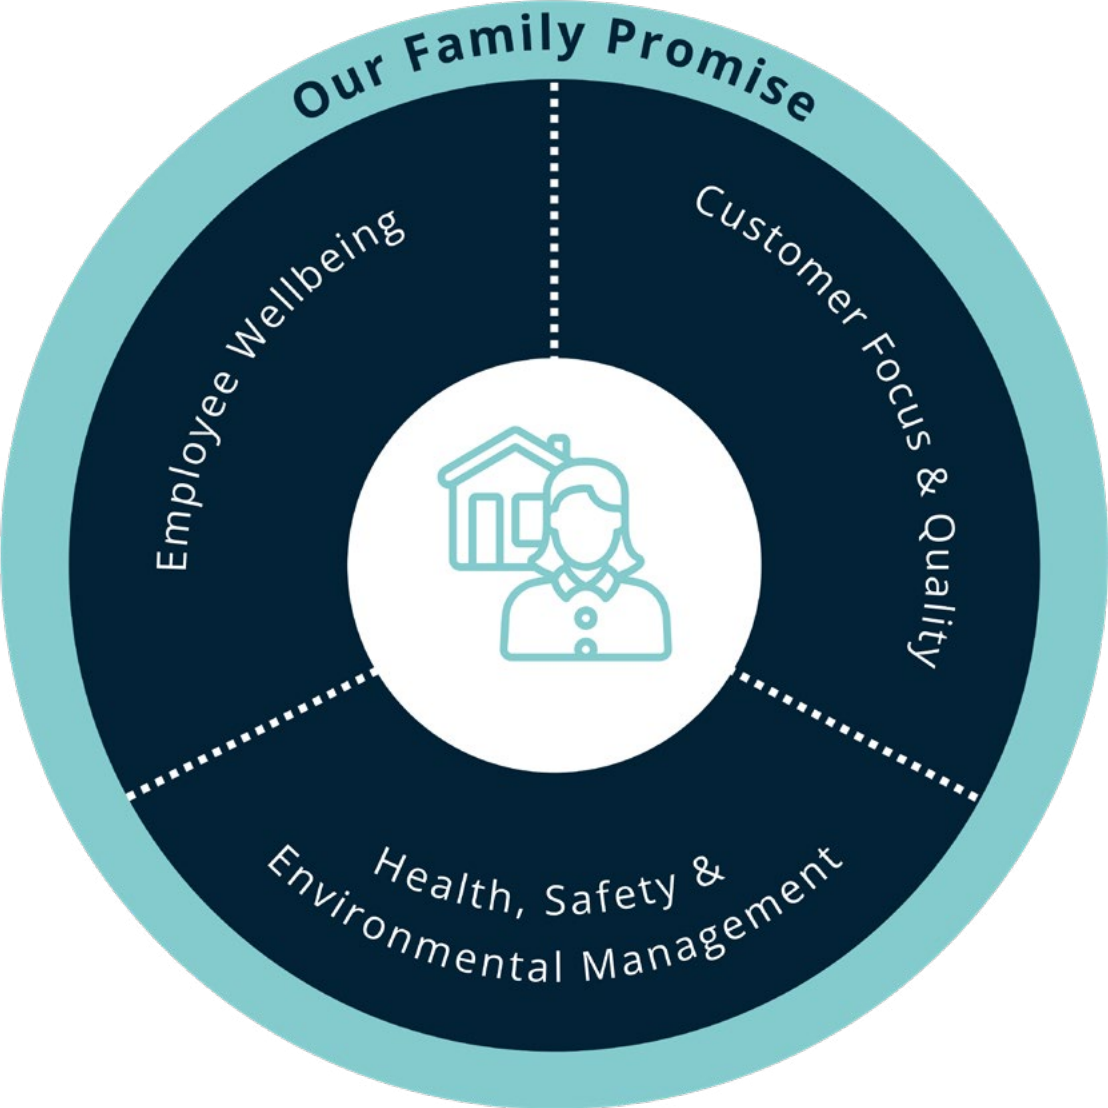 Our Family Promise
Employee Wellbeing
Customer Focus & Quality
Health, Safety &
Environmental Management